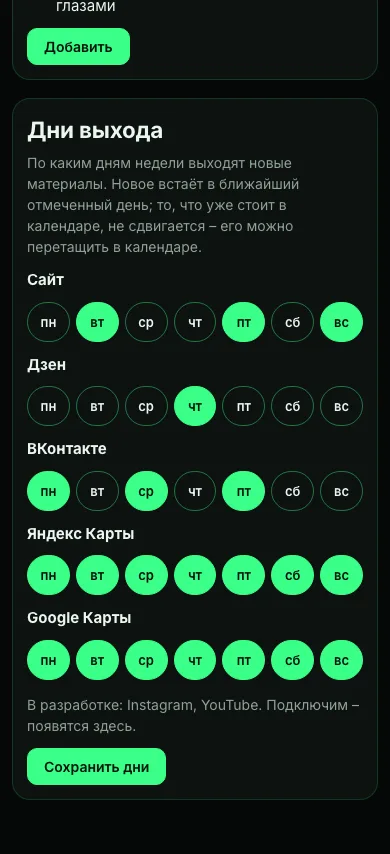 глазами
Добавить
Дни выхода
По каким дням недели выходят новые
материалы. Новое встаёт в ближайший
отмеченный день; то, что уже стоит в
календаре, не сдвигается – его можно
перетащить в календаре.
Сайт
пн вт ср чт пт сб вс
Дзен
пн вт ср чт пт сб вс
ВКонтакте
пн вт ср чт пт сб вс
Яндекс Карты
пн вт ср чт пт сб вс
Google Карты
пн вт ср чт пт сб вс
В разработке: Instagram, YouTube. Подключим –
появятся здесь.
Сохранить дни